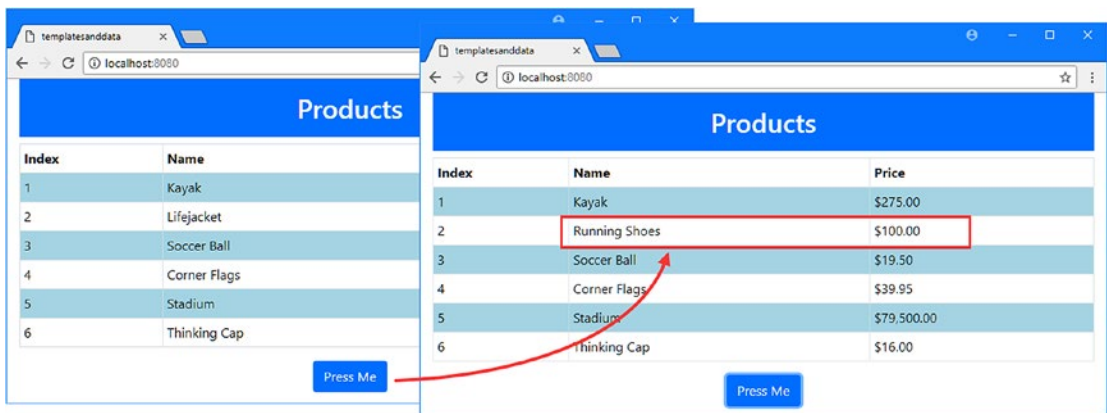 templatesanddata
localhost:8080
Products
Index Name
1 Kayak
2 Lifejacket
3 Soccer Ball
4 Corner Flags
5 Stadium
6 Thinking Cap
Press Me
templatesanddata
localhost:8080
Products
Index Name Price
1 Kayak $275.00
2 Running Shoes $100.00
3 Soccer Ball $19.50
4 Corner Flags $39.95
5 Stadium $79,500.00
6 Thinking Cap $16.00
Press Me